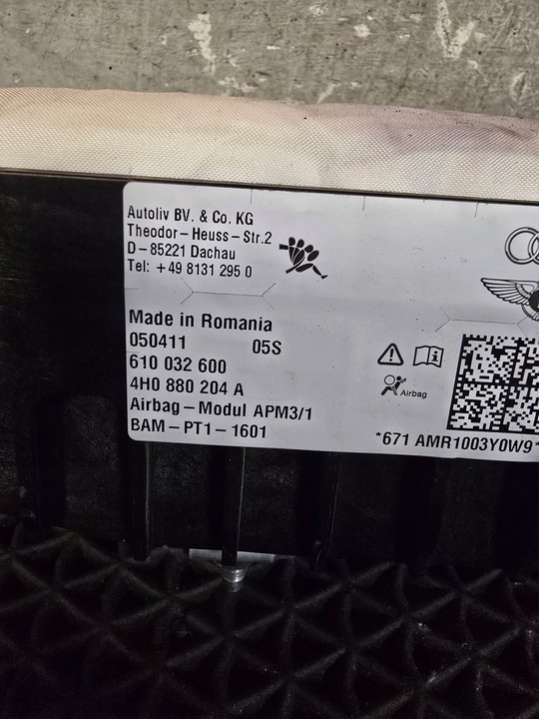 Autoliv BV. & Co. KG
Theodor-Heuss-Str.2
D-85221 Dachau
Tel: +49 8131 295 0
Made in Romania
050411 05S
610 032 600
4H0 880 204 A
Airbag-Modul APM3/1
BAM-PT1-1601
Airbag
*671 AMR1003Y0W9*